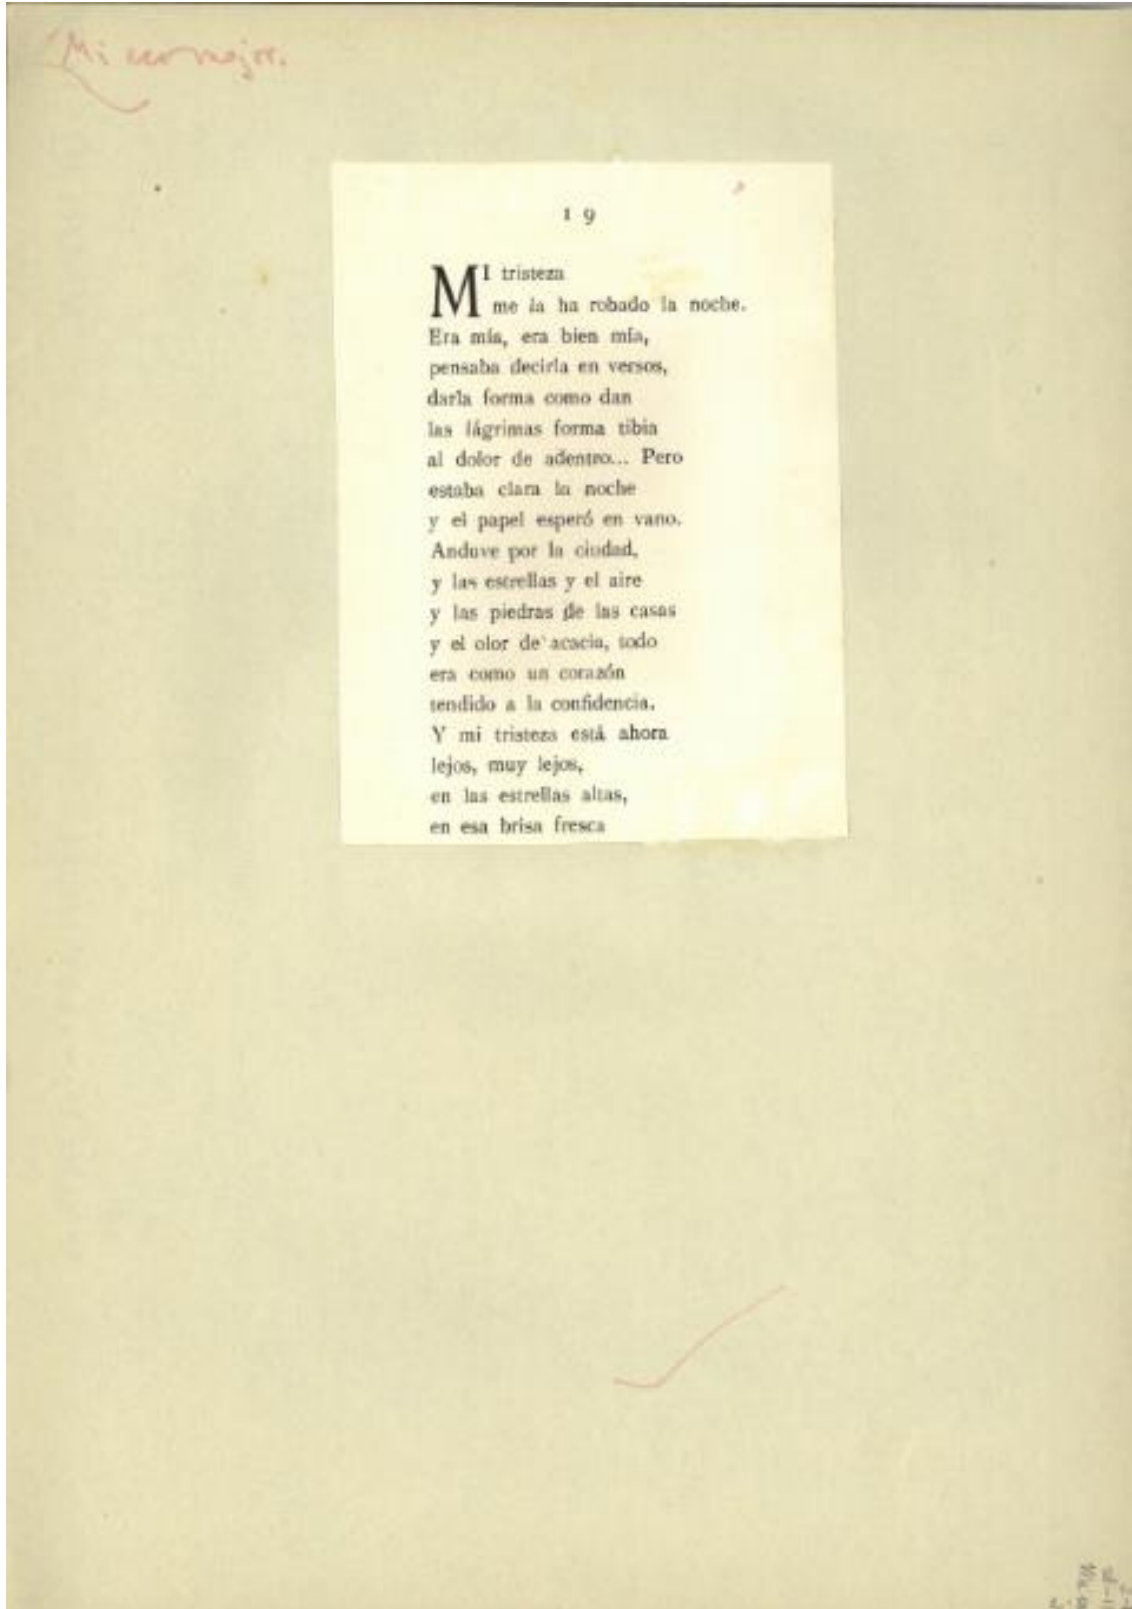 Mi eco mejor.
19
MI tristeza
me la ha robado la noche.
Era mía, era bien mía,
pensaba decirla en versos,
darla forma como dan
las lágrimas forma tibia
al dolor de adentro... Pero
estaba clara la noche
y el papel esperó en vano.
Anduve por la ciudad,
y las estrellas y el aire
y las piedras de las casas
y el olor de acacia, todo
era como un corazón
tendido a la confidencia.
Y mi tristeza está ahora
lejos, muy lejos,
en las estrellas altas,
en esa brisa fresca